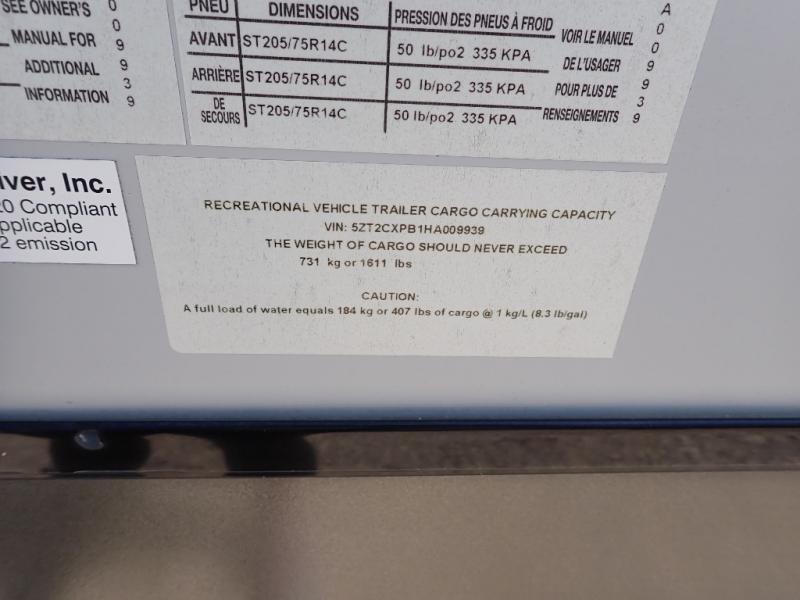 SEE OWNER'S
MANUAL FOR
ADDITIONAL
INFORMATION
0
0
9
9
3
9
PNEU DIMENSIONS PRESSION DES PNEUS À FROID
AVANT ST205/75R14C 50 lb/po2 335 KPA
ARRIÈRE ST205/75R14C 50 lb/po2 335 KPA
DE
SECOURS ST205/75R14C 50 lb/po2 335 KPA
VOIR LE MANUEL
DE L'USAGER
POUR PLUS DE
RENSEIGNEMENTS
A
0
0
9
9
3
9
iver, Inc.
20 Compliant
pplicable
2 emission
RECREATIONAL VEHICLE TRAILER CARGO CARRYING CAPACITY
VIN: 5ZT2CXPB1HA009939
THE WEIGHT OF CARGO SHOULD NEVER EXCEED
731 kg or 1611 lbs
CAUTION:
A full load of water equals 184 kg or 407 lbs of cargo @ 1 kg/L (8.3 lb/gal)